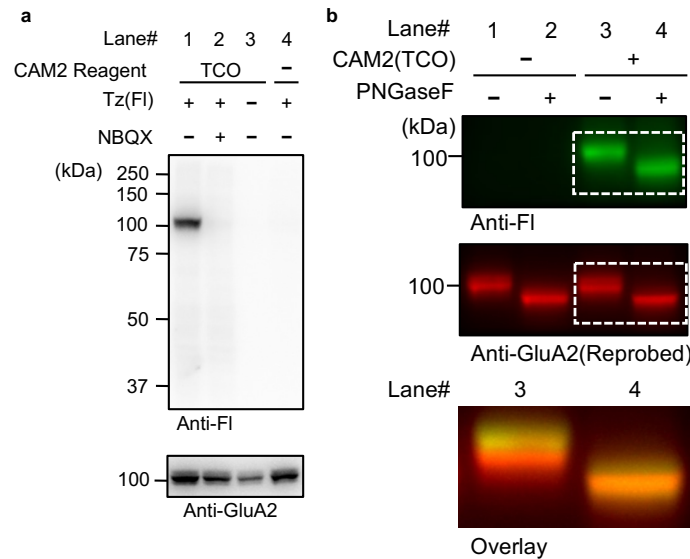 a
Lane# 1 2 3 4
CAM2 Reagent TCO −
Tz(Fl) + + − +
NBQX − + − −
(kDa)
250
150
100
75
50
37
Anti-Fl
100
Anti-GluA2
b
Lane# 1 2 3 4
CAM2(TCO) − +
PNGaseF − + − +
(kDa)
100
Anti-Fl
100
Anti-GluA2(Reprobed)
Lane# 3 4
Overlay